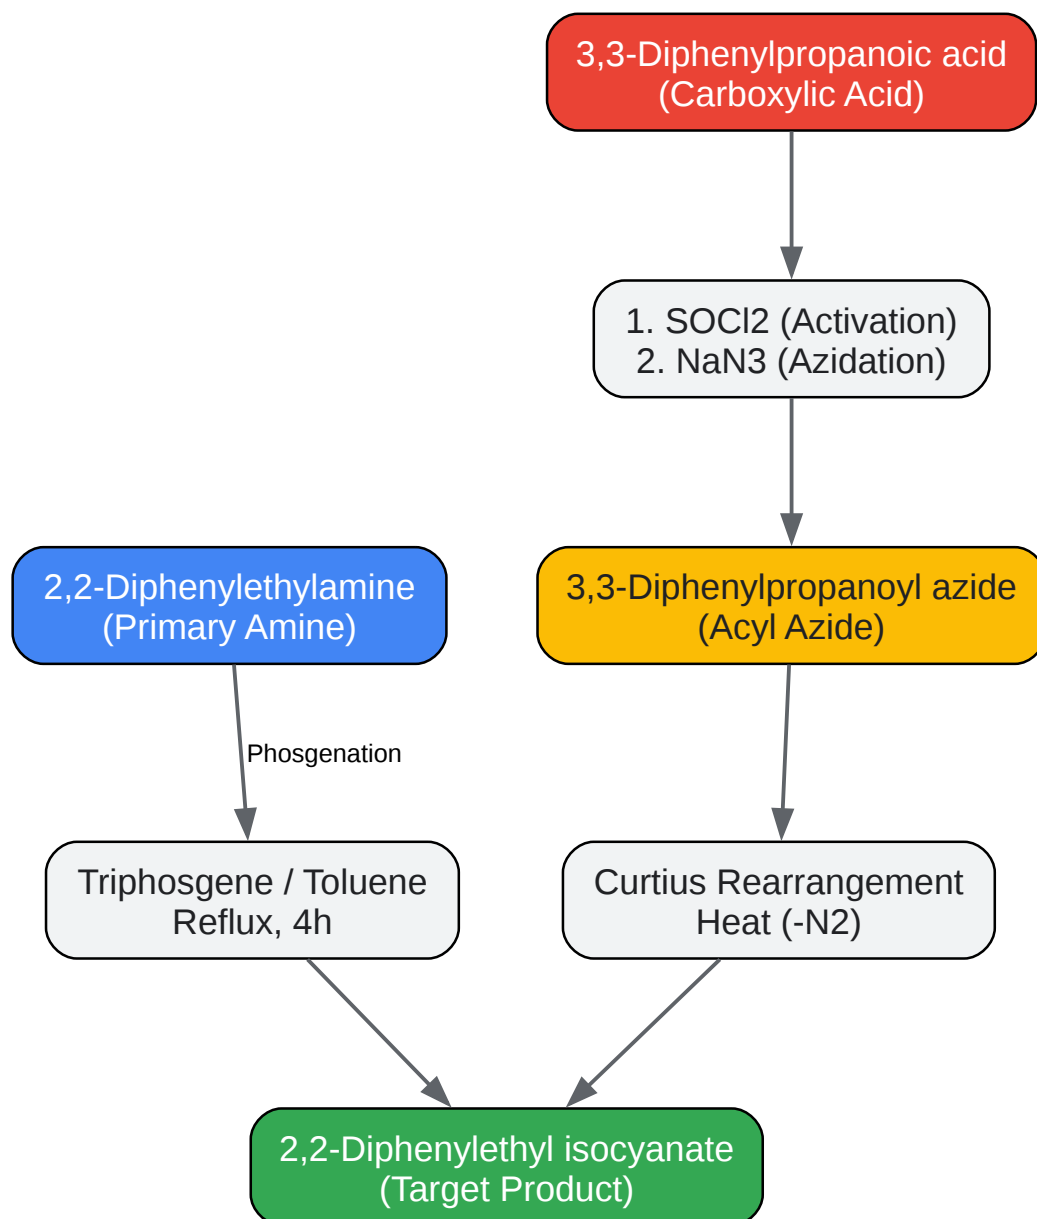 3,3-Diphenylpropanoic acid
(Carboxylic Acid)
1. SOCl2 (Activation)
2. NaN3 (Azidation)
2,2-Diphenylethylamine
(Primary Amine)
3,3-Diphenylpropanoyl azide
(Acyl Azide)
Phosgenation
Triphosgene / Toluene
Reflux, 4h
Curtius Rearrangement
Heat (-N2)
2,2-Diphenylethyl isocyanate
(Target Product)